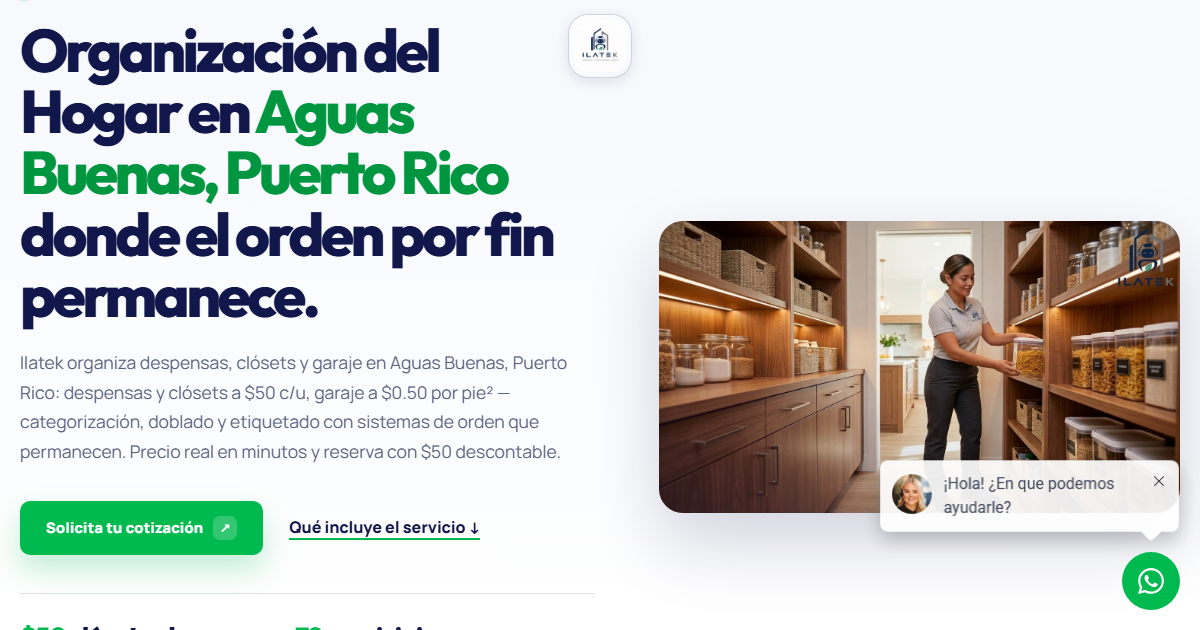 Organización del
Hogar en Aguas
Buenas, Puerto Rico
donde el orden por fin
permanece.
Ilatek organiza despensas, clósets y garaje en Aguas Buenas, Puerto
Rico: despensas y clósets a $50 c/u, garaje a $0.50 por pie² —
categorización, doblado y etiquetado con sistemas de orden que
permanecen. Precio real en minutos y reserva con $50 descontable.
Solicita tu cotización ↗
Qué incluye el servicio ↓
ILATEK
ILATEK
¡Hola! ¿En que podemos
ayudarle?